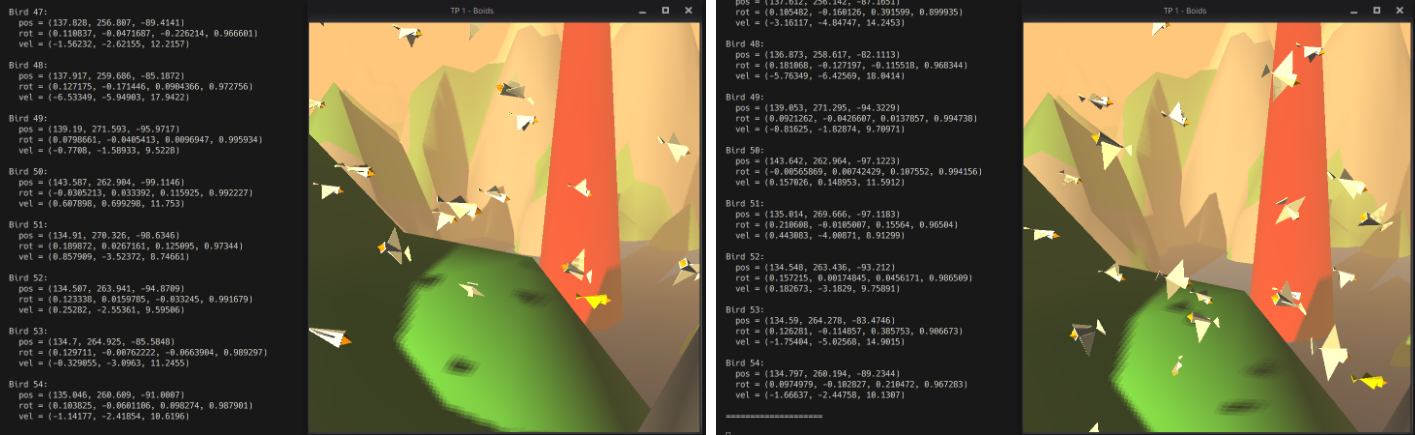 Bird 47:
pos = (137.828, 256.807, -89.4141)
rot = (0.110837, -0.0471687, -0.226214, 0.966601)
vel = (-1.56232, -2.62155, 12.2157)
Bird 48:
pos = (137.917, 259.686, -85.1872)
rot = (0.127175, -0.171446, 0.0904366, 0.972756)
vel = (-6.53349, -5.94903, 17.9422)
Bird 49:
pos = (139.19, 271.593, -95.9717)
rot = (0.0798661, -0.0405413, 0.0096947, 0.995934)
vel = (-0.7708, -1.58933, 9.5228)
Bird 50:
pos = (143.587, 262.904, -99.1146)
rot = (-0.0305213, 0.033392, 0.115925, 0.992227)
vel = (0.607898, 0.699298, 11.753)
Bird 51:
pos = (134.91, 270.326, -98.6346)
rot = (0.189872, 0.0267161, 0.125095, 0.97344)
vel = (0.857909, -3.52372, 8.74661)
Bird 52:
pos = (134.507, 263.941, -94.8709)
rot = (0.123338, 0.0159785, -0.033245, 0.991679)
vel = (0.25282, -2.55361, 9.59506)
Bird 53:
pos = (134.7, 264.925, -85.5848)
rot = (0.129711, -0.00762222, -0.0663904, 0.989297)
vel = (-0.329055, -3.0963, 11.2455)
Bird 54:
pos = (135.046, 260.609, -91.0007)
rot = (0.103825, -0.0601106, 0.098274, 0.987901)
vel = (-1.14177, -2.41854, 10.6196)
TP 1 - Boids
pos = (137.612, 256.142, -87.1651)
rot = (0.105482, -0.160126, 0.391599, 0.899935)
vel = (-3.16117, -4.84747, 14.2453)
Bird 48:
pos = (136.873, 258.617, -82.1113)
rot = (0.181068, -0.127197, -0.115518, 0.968344)
vel = (-5.76349, -6.42569, 18.0414)
Bird 49:
pos = (139.053, 271.295, -94.3229)
rot = (0.0921262, -0.0426607, 0.0137857, 0.994738)
vel = (-0.81625, -1.82874, 9.70971)
Bird 50:
pos = (143.642, 262.964, -97.1223)
rot = (-0.00565869, 0.00742429, 0.107552, 0.994156)
vel = (0.157026, 0.148953, 11.5912)
Bird 51:
pos = (135.014, 269.666, -97.1183)
rot = (0.210608, -0.0105007, 0.15564, 0.96504)
vel = (0.443083, -4.00871, 8.91299)
Bird 52:
pos = (134.548, 263.436, -93.212)
rot = (0.157215, 0.00174845, 0.0456171, 0.986509)
vel = (0.182673, -3.1829, 9.75891)
Bird 53:
pos = (134.59, 264.278, -83.4746)
rot = (0.126281, -0.114857, 0.385753, 0.906673)
vel = (-1.75404, -5.02568, 14.9015)
Bird 54:
pos = (134.797, 260.194, -89.2344)
rot = (0.0974979, -0.102827, 0.210472, 0.967283)
vel = (-1.66637, -2.44758, 10.1307)
====================
TP 1 - Boids